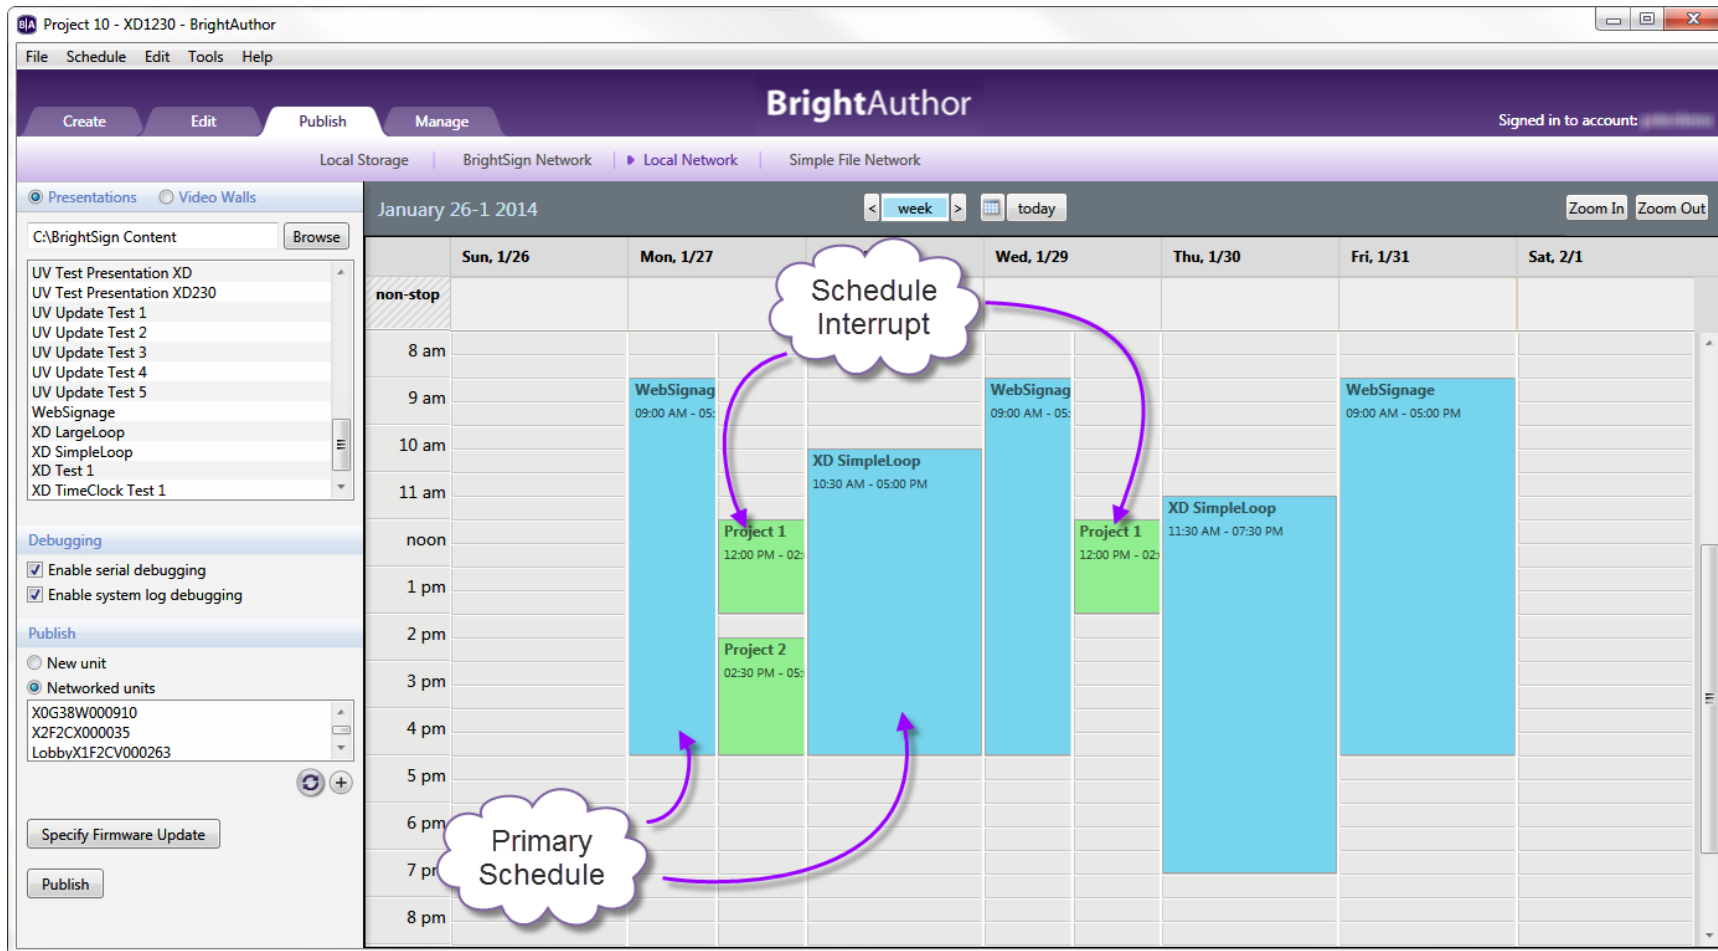 Project 10 - XD1230 - BrightAuthor
File Schedule Edit Tools Help
BrightAuthor
Create Edit Publish Manage
Signed in to account:
Local Storage BrightSign Network Local Network Simple File Network
Presentations Video Walls
January 26-1 2014
< week > today
Zoom In Zoom Out
C:\BrightSign Content Browse
UV Test Presentation XD
UV Test Presentation XD230
UV Update Test 1
UV Update Test 2
UV Update Test 3
UV Update Test 4
UV Update Test 5
WebSignage
XD LargeLoop
XD SimpleLoop
XD Test 1
XD TimeClock Test 1
Debugging
Enable serial debugging
Enable system log debugging
Publish
New unit
Networked units
X0G38W000910
X2F2CX000035
LobbyX1F2CV000263
Specify Firmware Update
Publish
Sun, 1/26 Mon, 1/27 Wed, 1/29 Thu, 1/30 Fri, 1/31 Sat, 2/1
non-stop
Schedule
Interrupt
8 am
9 am
10 am
11 am
noon
1 pm
2 pm
3 pm
4 pm
5 pm
6 pm
7 pm
8 pm
WebSignag
09:00 AM - 05:
Project 1
12:00 PM - 02:
Project 2
02:30 PM - 05:
XD SimpleLoop
10:30 AM - 05:00 PM
WebSignag
09:00 AM - 05:
Project 1
12:00 PM - 02:
XD SimpleLoop
11:30 AM - 07:30 PM
WebSignage
09:00 AM - 05:00 PM
Primary
Schedule